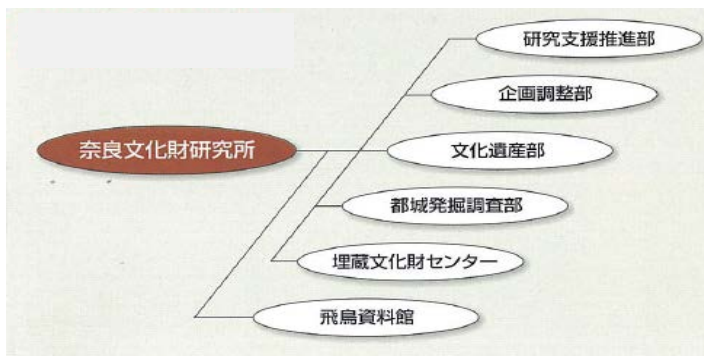 研究支援推進部
企画調整部
奈良文化財研究所
文化遺産部
都城発掘調査部
埋蔵文化財センター
飛鳥資料館